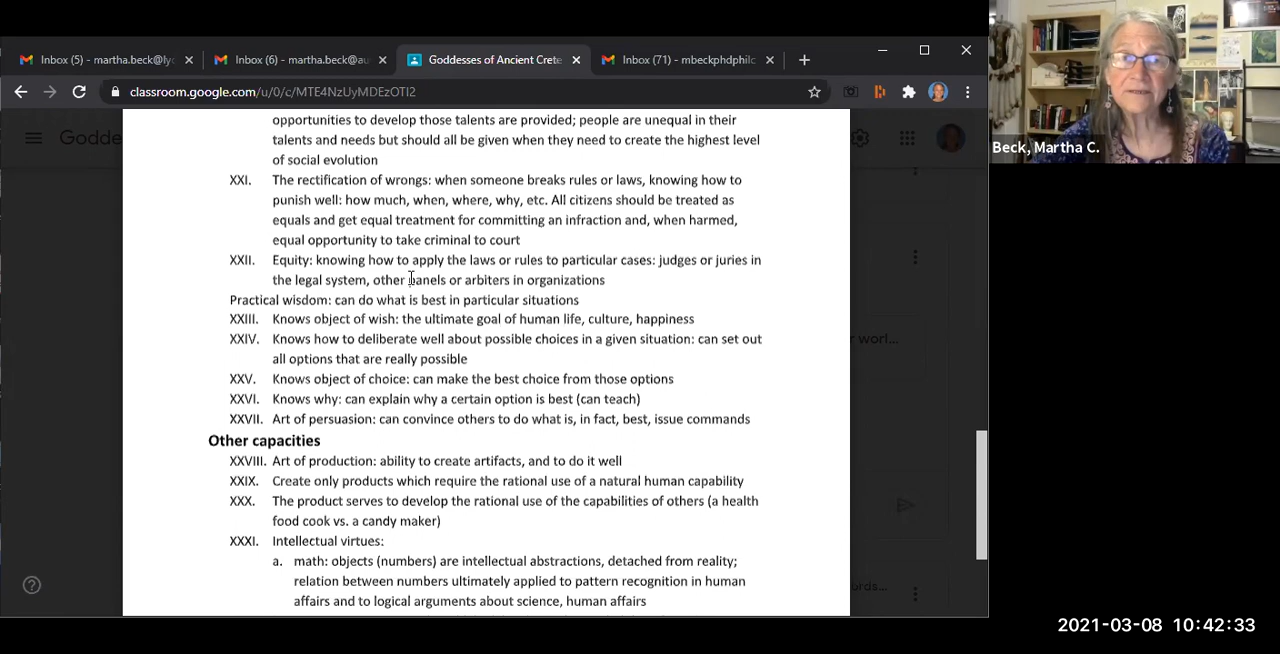 Inbox (5) - martha.beck@lyo
Inbox (6) - martha.beck@au
Goddesses of Ancient Crete
Inbox (71) - mbeckphdphilc
classroom.google.com/u/0/c/MTE4NzUyMDEzOTI2
Godde
opportunities to develop those talents are provided; people are unequal in their
talents and needs but should all be given when they need to create the highest level
of social evolution
XXI. The rectification of wrongs: when someone breaks rules or laws, knowing how to
punish well: how much, when, where, why, etc. All citizens should be treated as
equals and get equal treatment for committing an infraction and, when harmed,
equal opportunity to take criminal to court
XXII. Equity: knowing how to apply the laws or rules to particular cases: judges or juries in
the legal system, other panels or arbiters in organizations
Practical wisdom: can do what is best in particular situations
XXIII. Knows object of wish: the ultimate goal of human life, culture, happiness
XXIV. Knows how to deliberate well about possible choices in a given situation: can set out
all options that are really possible
XXV. Knows object of choice: can make the best choice from those options
XXVI. Knows why: can explain why a certain option is best (can teach)
XXVII. Art of persuasion: can convince others to do what is, in fact, best, issue commands
Other capacities
XXVIII. Art of production: ability to create artifacts, and to do it well
XXIX. Create only products which require the rational use of a natural human capability
XXX. The product serves to develop the rational use of the capabilities of others (a health
food cook vs. a candy maker)
XXXI. Intellectual virtues:
a. math: objects (numbers) are intellectual abstractions, detached from reality;
relation between numbers ultimately applied to pattern recognition in human
affairs and to logical arguments about science, human affairs
r worl...
ords...
Beck, Martha C.
2021-03-08 10:42:33